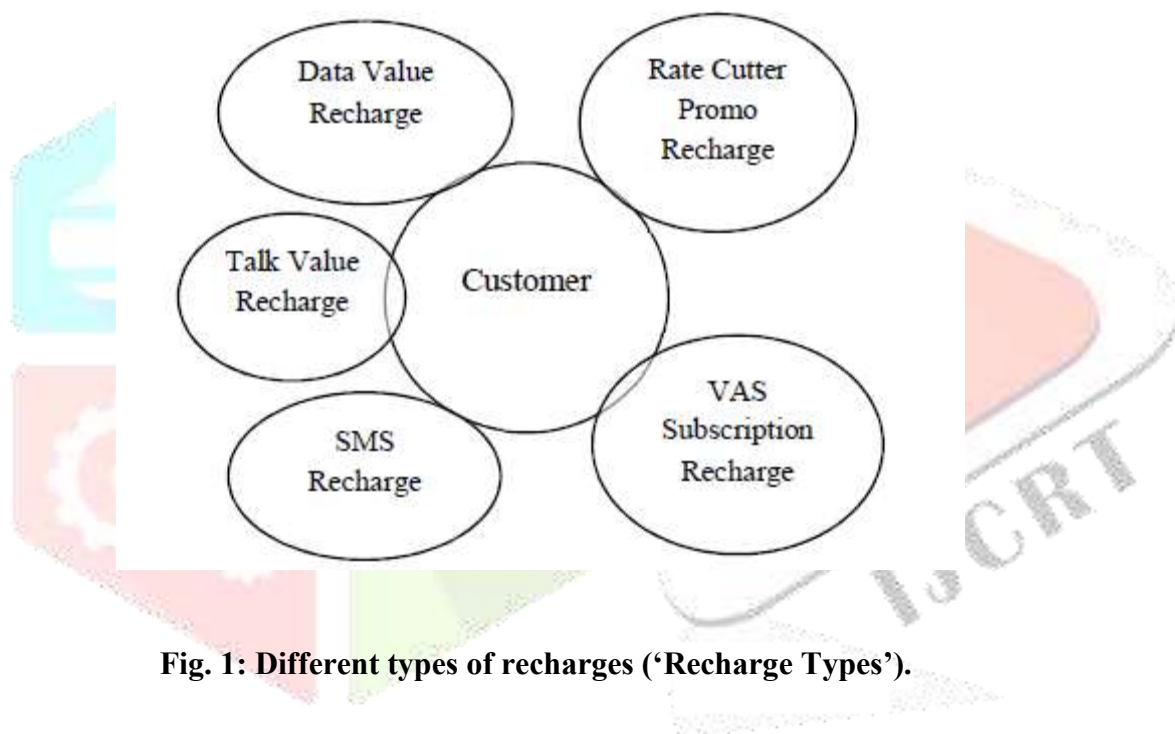 Data Value
Recharge
Rate Cutter
Promo
Recharge
Talk Value
Recharge
Customer
SMS
Recharge
VAS
Subscription
Recharge
IJCRT
Fig. 1: Different types of recharges (‘Recharge Types’).